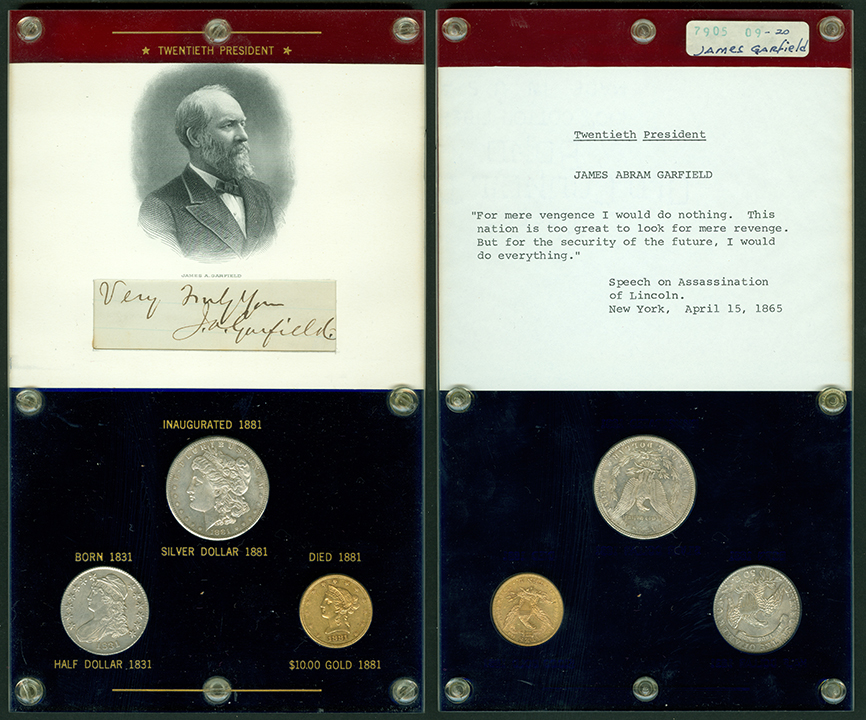 ★ TWENTIETH PRESIDENT ★
JAMES A. GARFIELD
Very Truly Yours
J. A. Garfield
INAUGURATED 1881
SILVER DOLLAR 1881
BORN 1831
HALF DOLLAR 1831
DIED 1881
1881
$10.00 GOLD 1881
7905 09-20
JAMES GARfiELd
Twentieth President
JAMES ABRAM GARFIELD
"For mere vengence I would do nothing. This
nation is too great to look for mere revenge.
But for the security of the future, I would
do everything."
Speech on Assassination
of Lincoln.
New York, April 15, 1865